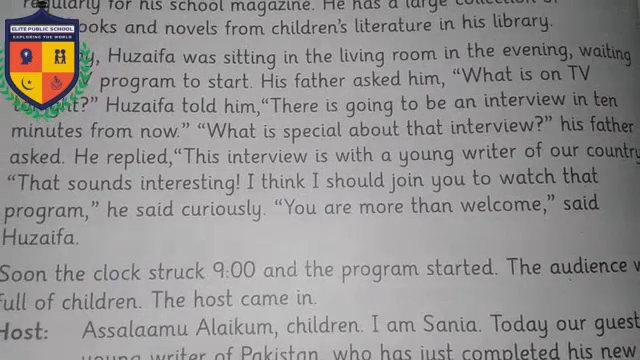 regularly for his school magazine. He has a large collection of
books and novels from children's literature in his library.
Huzaifa was sitting in the living room in the evening, waiting
program to start. His father asked him, "What is on TV
tonight?" Huzaifa told him,"There is going to be an interview in ten
minutes from now." "What is special about that interview?" his father
asked. He replied,"This interview is with a young writer of our country
"That sounds interesting! I think I should join you to watch that
program," he said curiously. "You are more than welcome," said
Huzaifa.
Soon the clock struck 9:00 and the program started. The audience
full of children. The host came in.
Host: Assalaamu Alaikum, children. I am Sania. Today our guest
young writer of Pakistan, who has just completed his new
ELITE PUBLIC SCHOOL
EXPLORING THE WORLD